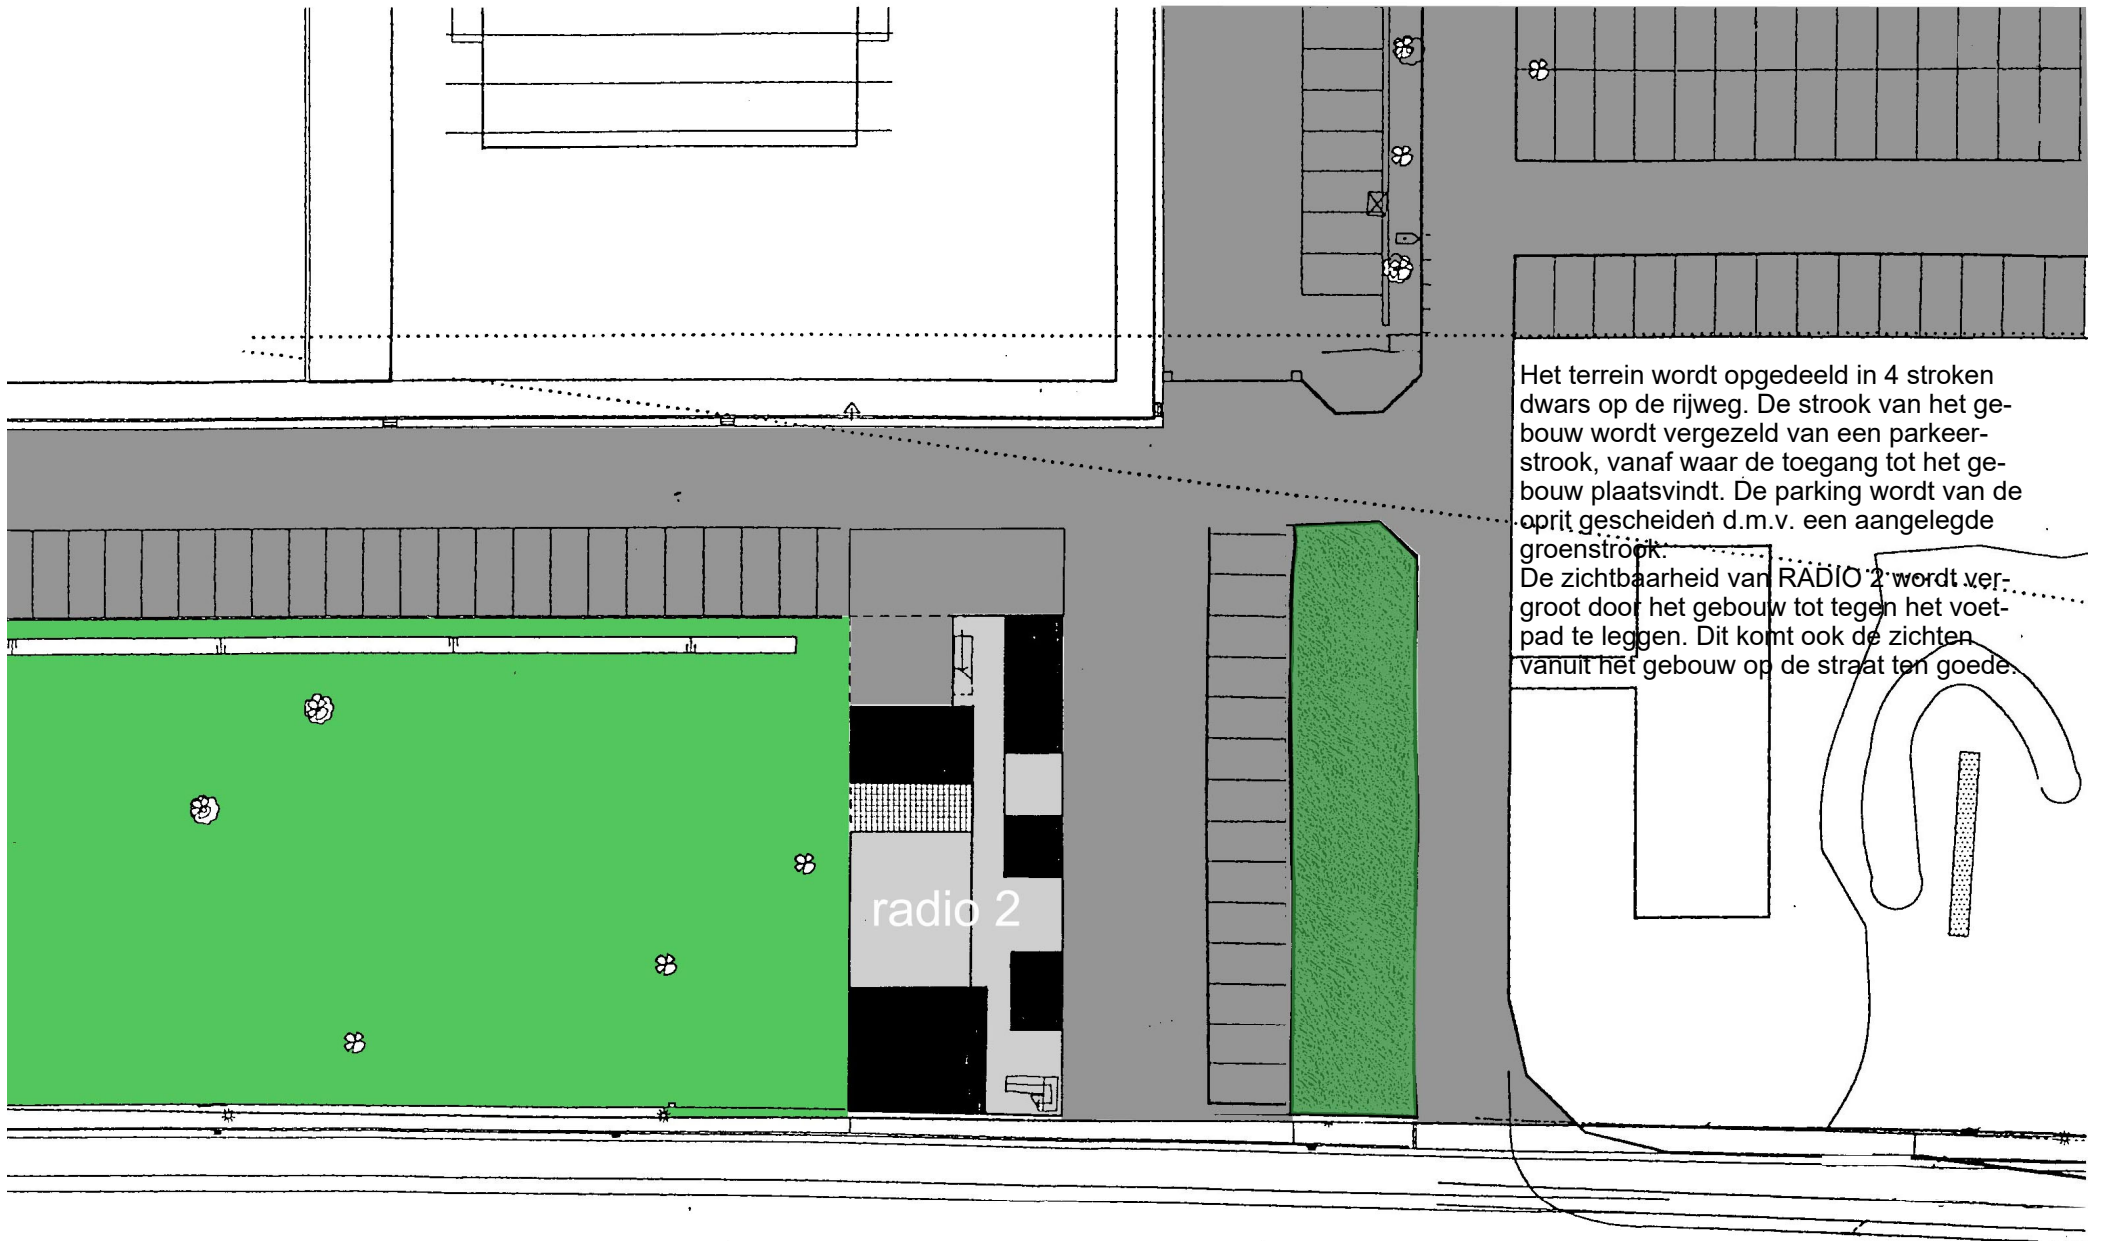 Het terrein wordt opgedeeld in 4 stroken
dwars op de rijweg. De strook van het ge-
bouw wordt vergezeld van een parkeer-
strook, vanaf waar de toegang tot het ge-
bouw plaatsvindt. De parking wordt van de
oprit gescheiden d.m.v. een aangelegde
groenstrook.
De zichtbaarheid van RADIO 2 wordt ver-
groot door het gebouw tot tegen het voet-
pad te leggen. Dit komt ook de zichten
vanuit het gebouw op de straat ten goede.
radio 2